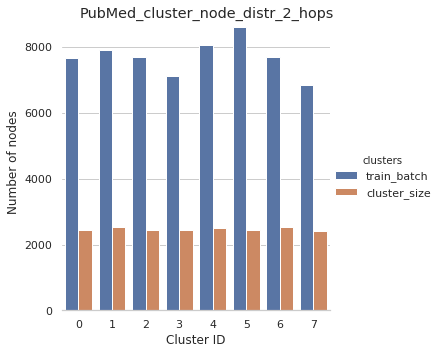 PubMed_cluster_node_distr_2_hops
Number of nodes
8000
6000
4000
2000
0
0 1 2 3 4 5 6 7
Cluster ID
clusters
train_batch
cluster_size